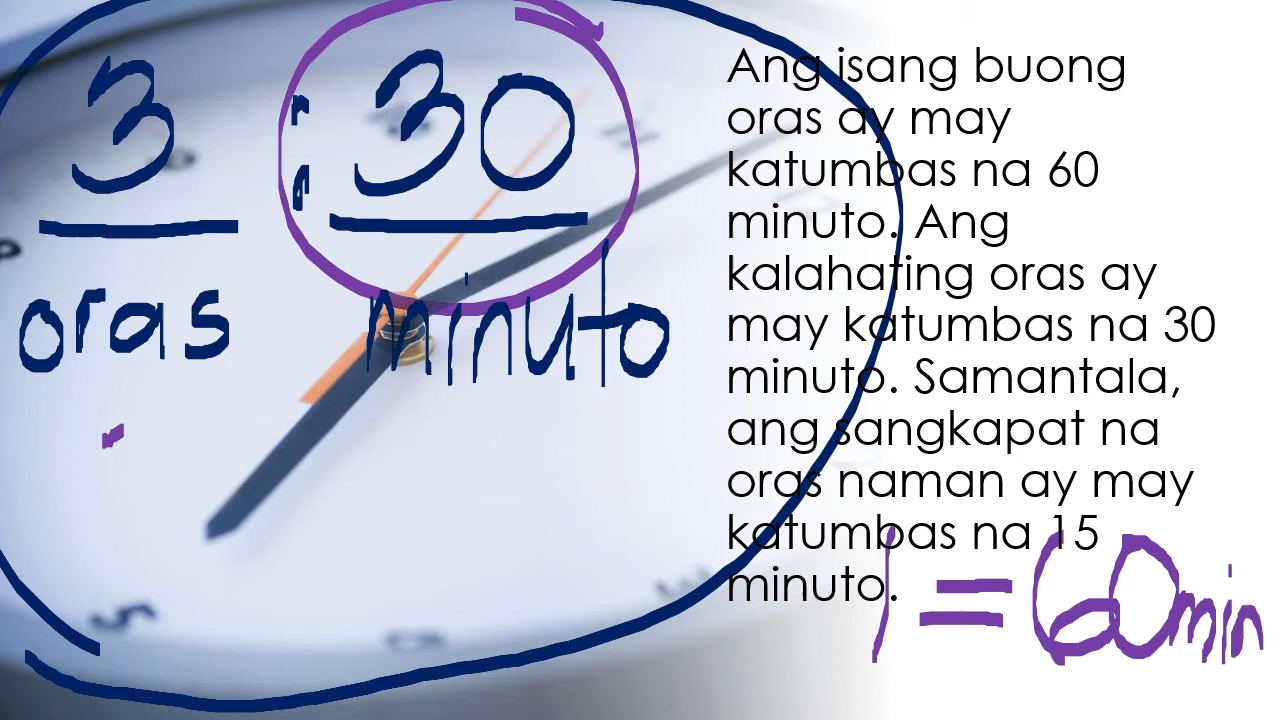 3 : 30
oras minuto
Ang isang buong
oras ay may
katumbas na 60
minuto. Ang
kalahating oras ay
may katumbas na 30
minuto. Samantala,
ang sangkapat na
oras naman ay may
katumbas na 15
minuto.
1 = 60min